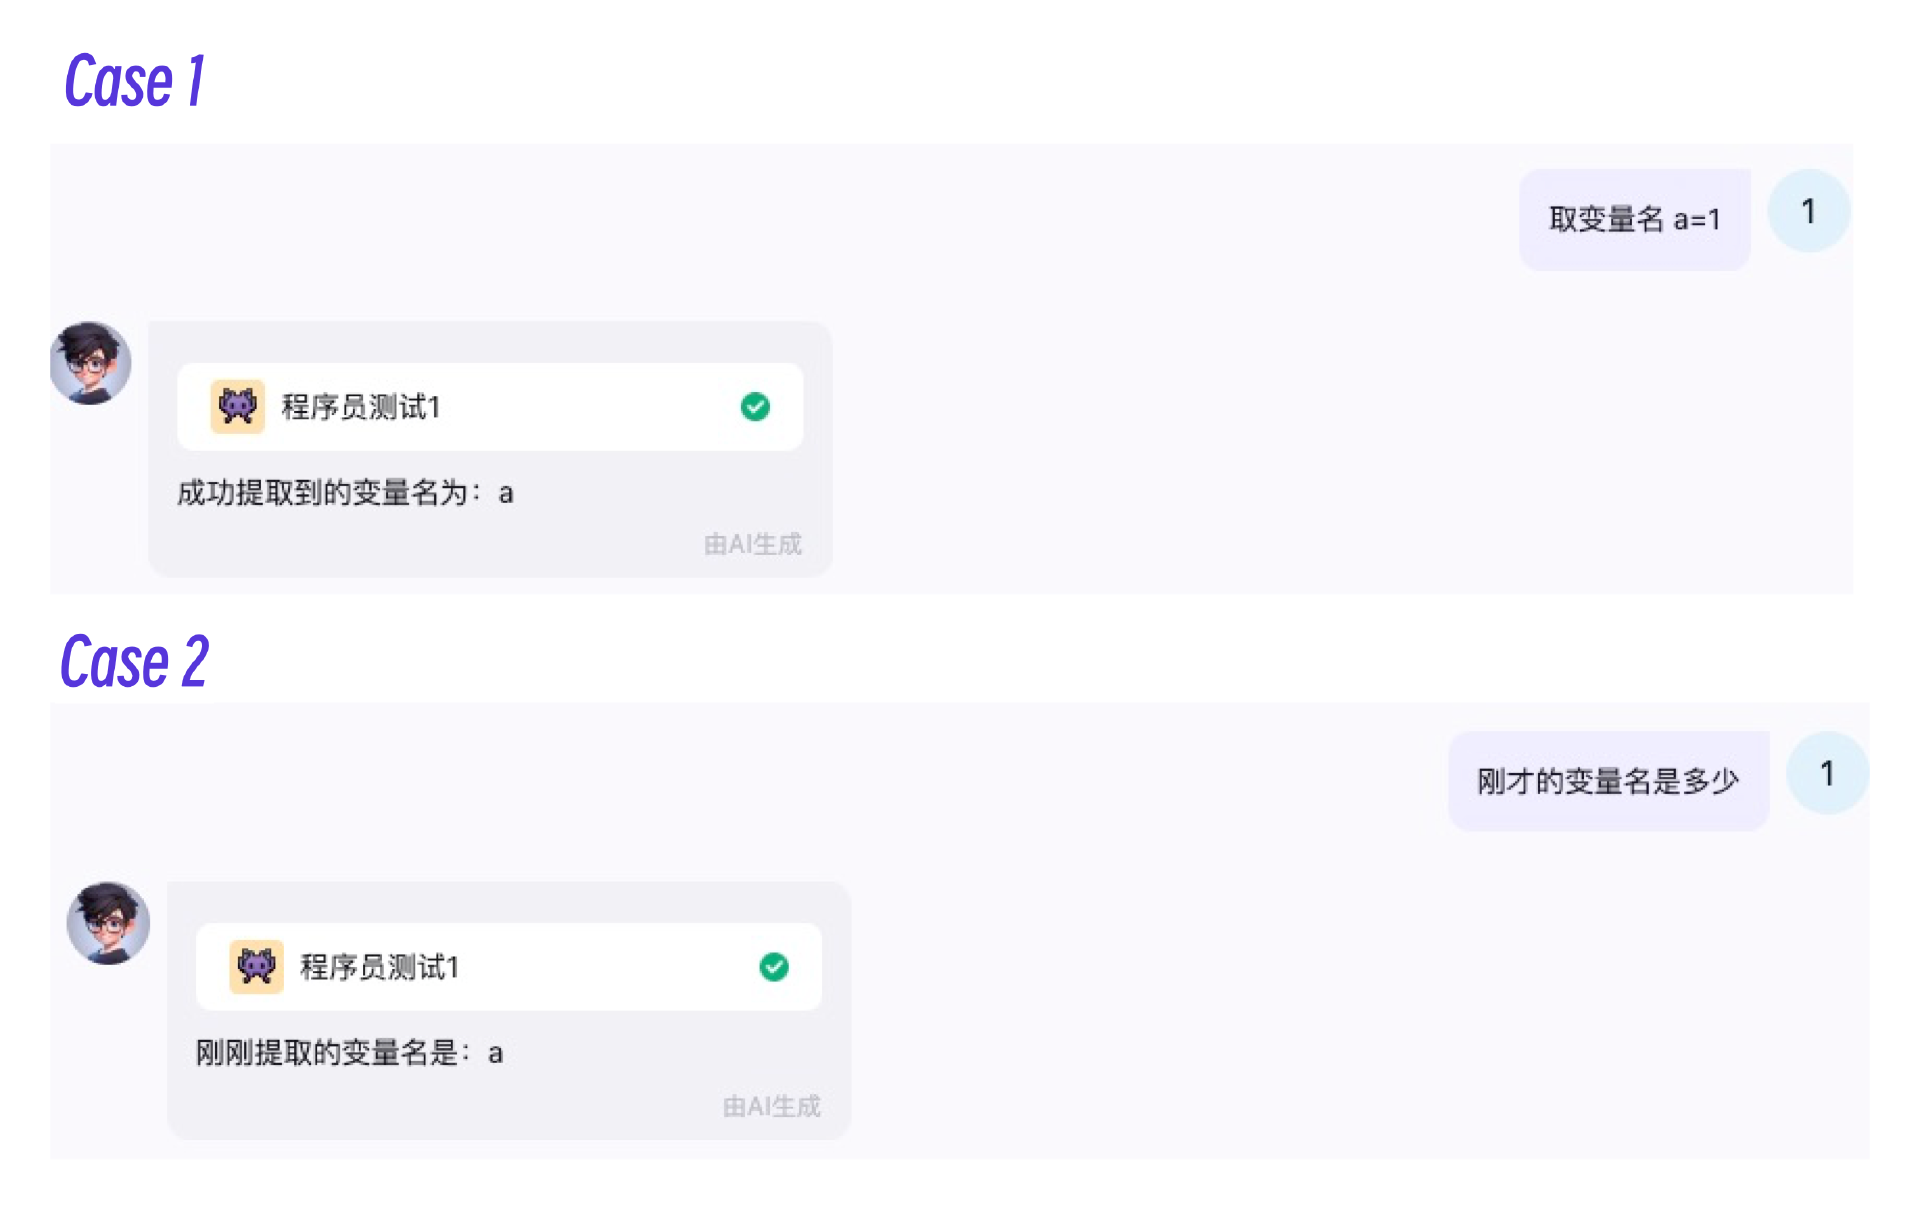 Case 1
取变量名 a=1
1
程序员测试1
成功提取到的变量名为：a
由AI生成
Case 2
刚才的变量名是多少
1
程序员测试1
刚刚提取的变量名是：a
由AI生成